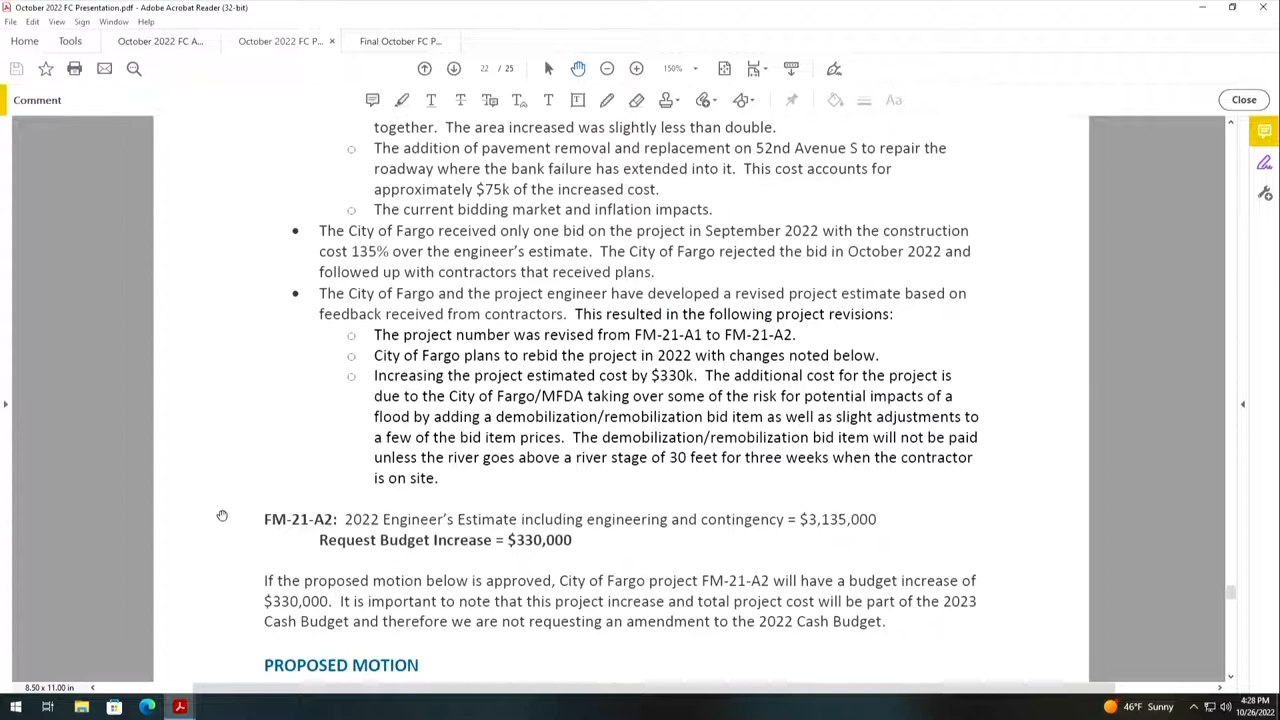 October 2022 FC Presentation.pdf - Adobe Acrobat Reader (32-bit)
File Edit View Sign Window Help
Home Tools October 2022 FC A... October 2022 FC P... × Final October FC P...
22 / 25 150%
Comment Close
together. The area increased was slightly less than double.
○ The addition of pavement removal and replacement on 52nd Avenue S to repair the
roadway where the bank failure has extended into it. This cost accounts for
approximately $75k of the increased cost.
○ The current bidding market and inflation impacts.
• The City of Fargo received only one bid on the project in September 2022 with the construction
cost 135% over the engineer’s estimate. The City of Fargo rejected the bid in October 2022 and
followed up with contractors that received plans.
• The City of Fargo and the project engineer have developed a revised project estimate based on
feedback received from contractors. This resulted in the following project revisions:
○ The project number was revised from FM-21-A1 to FM-21-A2.
○ City of Fargo plans to rebid the project in 2022 with changes noted below.
○ Increasing the project estimated cost by $330k. The additional cost for the project is
due to the City of Fargo/MFDA taking over some of the risk for potential impacts of a
flood by adding a demobilization/remobilization bid item as well as slight adjustments to
a few of the bid item prices. The demobilization/remobilization bid item will not be paid
unless the river goes above a river stage of 30 feet for three weeks when the contractor
is on site.
FM-21-A2: 2022 Engineer’s Estimate including engineering and contingency = $3,135,000
Request Budget Increase = $330,000
If the proposed motion below is approved, City of Fargo project FM-21-A2 will have a budget increase of
$330,000. It is important to note that this project increase and total project cost will be part of the 2023
Cash Budget and therefore we are not requesting an amendment to the 2022 Cash Budget.
PROPOSED MOTION
8.50 x 11.00 in
46°F Sunny 4:28 PM
10/26/2022